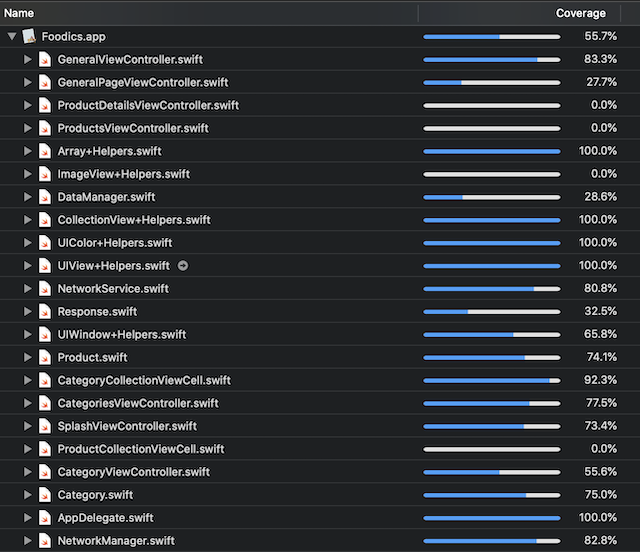 Name Coverage
Foodics.app 55.7%
GeneralViewController.swift 83.3%
GeneralPageViewController.swift 27.7%
ProductDetailsViewController.swift 0.0%
ProductsViewController.swift 0.0%
Array+Helpers.swift 100.0%
ImageView+Helpers.swift 0.0%
DataManager.swift 28.6%
CollectionView+Helpers.swift 100.0%
UIColor+Helpers.swift 100.0%
UIView+Helpers.swift 100.0%
NetworkService.swift 80.8%
Response.swift 32.5%
UIWindow+Helpers.swift 65.8%
Product.swift 74.1%
CategoryCollectionViewCell.swift 92.3%
CategoriesViewController.swift 77.5%
SplashViewController.swift 73.4%
ProductCollectionViewCell.swift 0.0%
CategoryViewController.swift 55.6%
Category.swift 75.0%
AppDelegate.swift 100.0%
NetworkManager.swift 82.8%